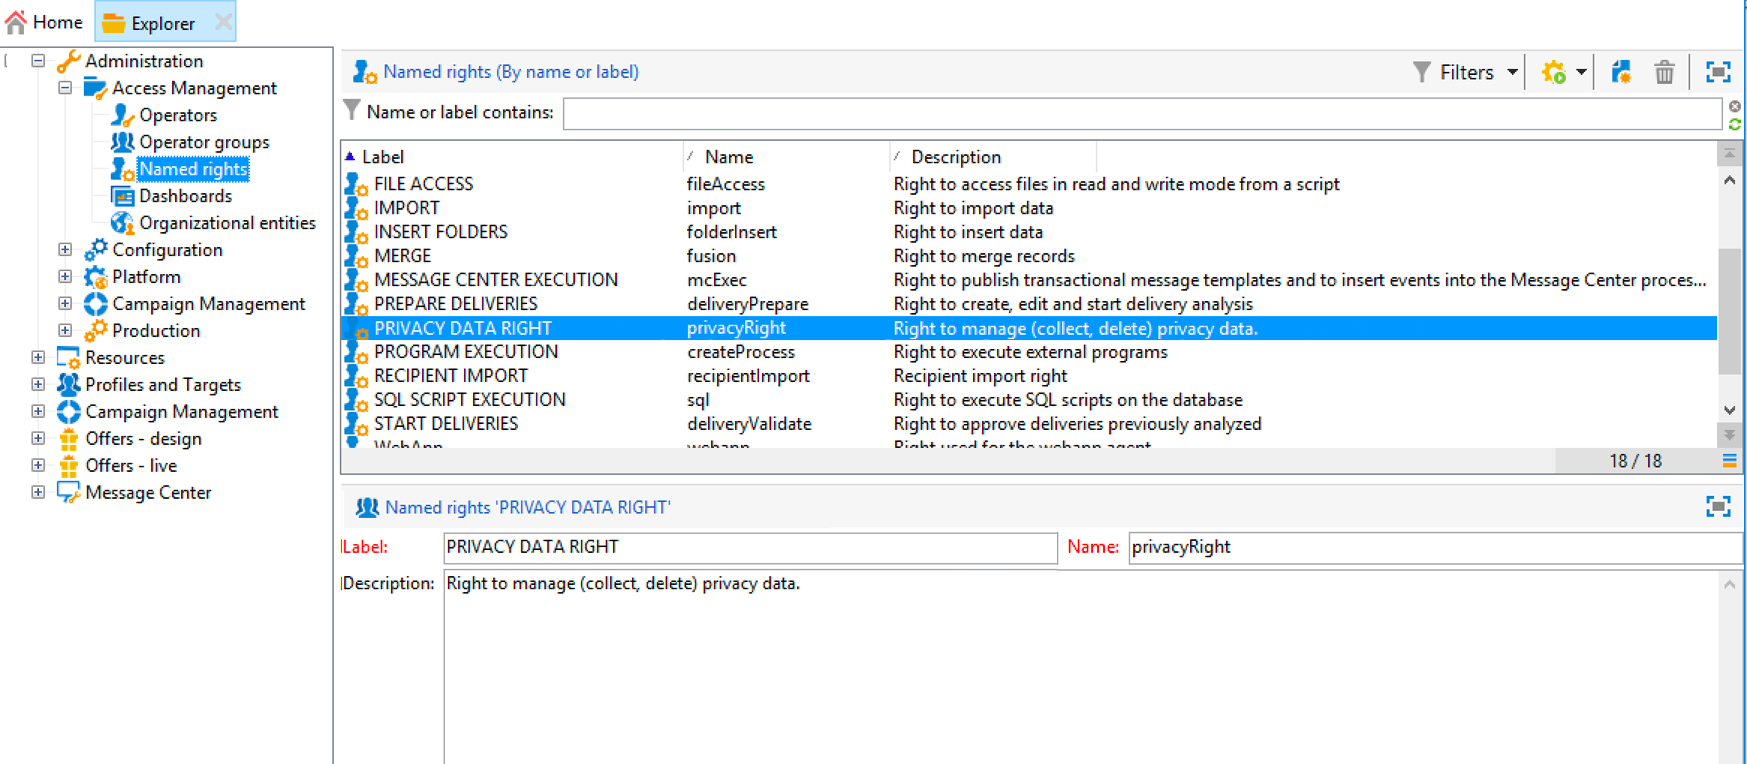 Home
Explorer
Administration
Access Management
Operators
Operator groups
Named rights
Dashboards
Organizational entities
Configuration
Platform
Campaign Management
Production
Resources
Profiles and Targets
Campaign Management
Offers - design
Offers - live
Message Center
Named rights (By name or label)
Filters
Name or label contains:
Label Name Description
FILE ACCESS fileAccess Right to access files in read and write mode from a script
IMPORT import Right to import data
INSERT FOLDERS folderInsert Right to insert data
MERGE fusion Right to merge records
MESSAGE CENTER EXECUTION mcExec Right to publish transactional message templates and to insert events into the Message Center proces...
PREPARE DELIVERIES deliveryPrepare Right to create, edit and start delivery analysis
PRIVACY DATA RIGHT privacyRight Right to manage (collect, delete) privacy data.
PROGRAM EXECUTION createProcess Right to execute external programs
RECIPIENT IMPORT recipientImport Recipient import right
SQL SCRIPT EXECUTION sql Right to execute SQL scripts on the database
START DELIVERIES deliveryValidate Right to approve deliveries previously analyzed
WebApp webapp Right used for the webapp agent
18 / 18
Named rights 'PRIVACY DATA RIGHT'
Label: PRIVACY DATA RIGHT Name: privacyRight
Description: Right to manage (collect, delete) privacy data.